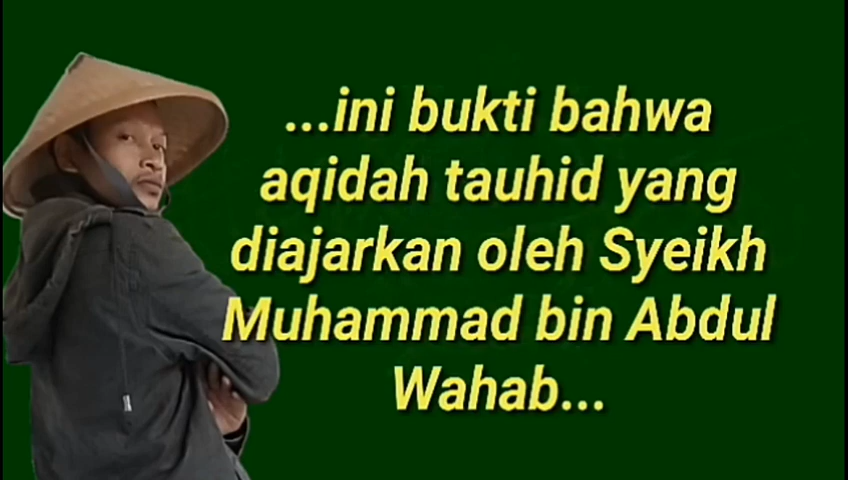 ...ini bukti bahwa
aqidah tauhid yang
diajarkan oleh Syeikh
Muhammad bin Abdul
Wahab...